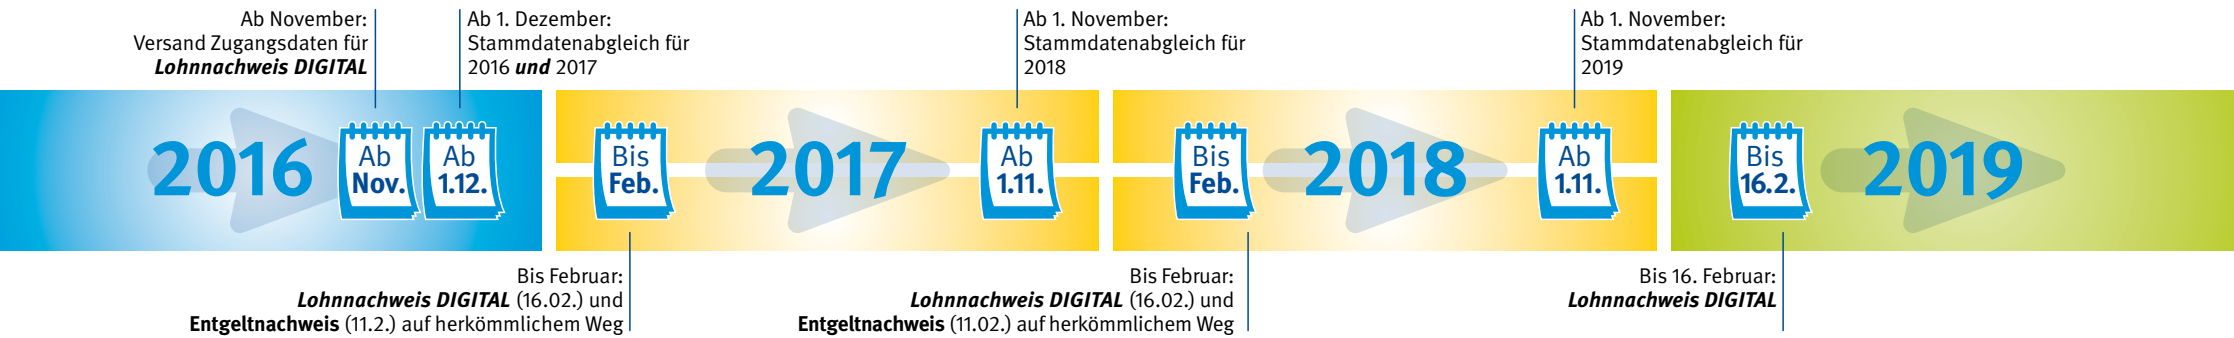 Ab November:
Versand Zugangsdaten für
Lohnnachweis DIGITAL
Ab 1. Dezember:
Stammdatenabgleich für
2016 und 2017
Ab 1. November:
Stammdatenabgleich für
2018
Ab 1. November:
Stammdatenabgleich für
2019
2016
Ab
Nov.
Ab
1.12.
Bis
Feb.
2017
Ab
1.11.
Bis
Feb.
2018
Ab
1.11.
Bis
16.2.
2019
Bis Februar:
Lohnnachweis DIGITAL (16.02.) und
Entgeltnachweis (11.2.) auf herkömmlichem Weg
Bis Februar:
Lohnnachweis DIGITAL (16.02.) und
Entgeltnachweis (11.02.) auf herkömmlichem Weg
Bis 16. Februar:
Lohnnachweis DIGITAL